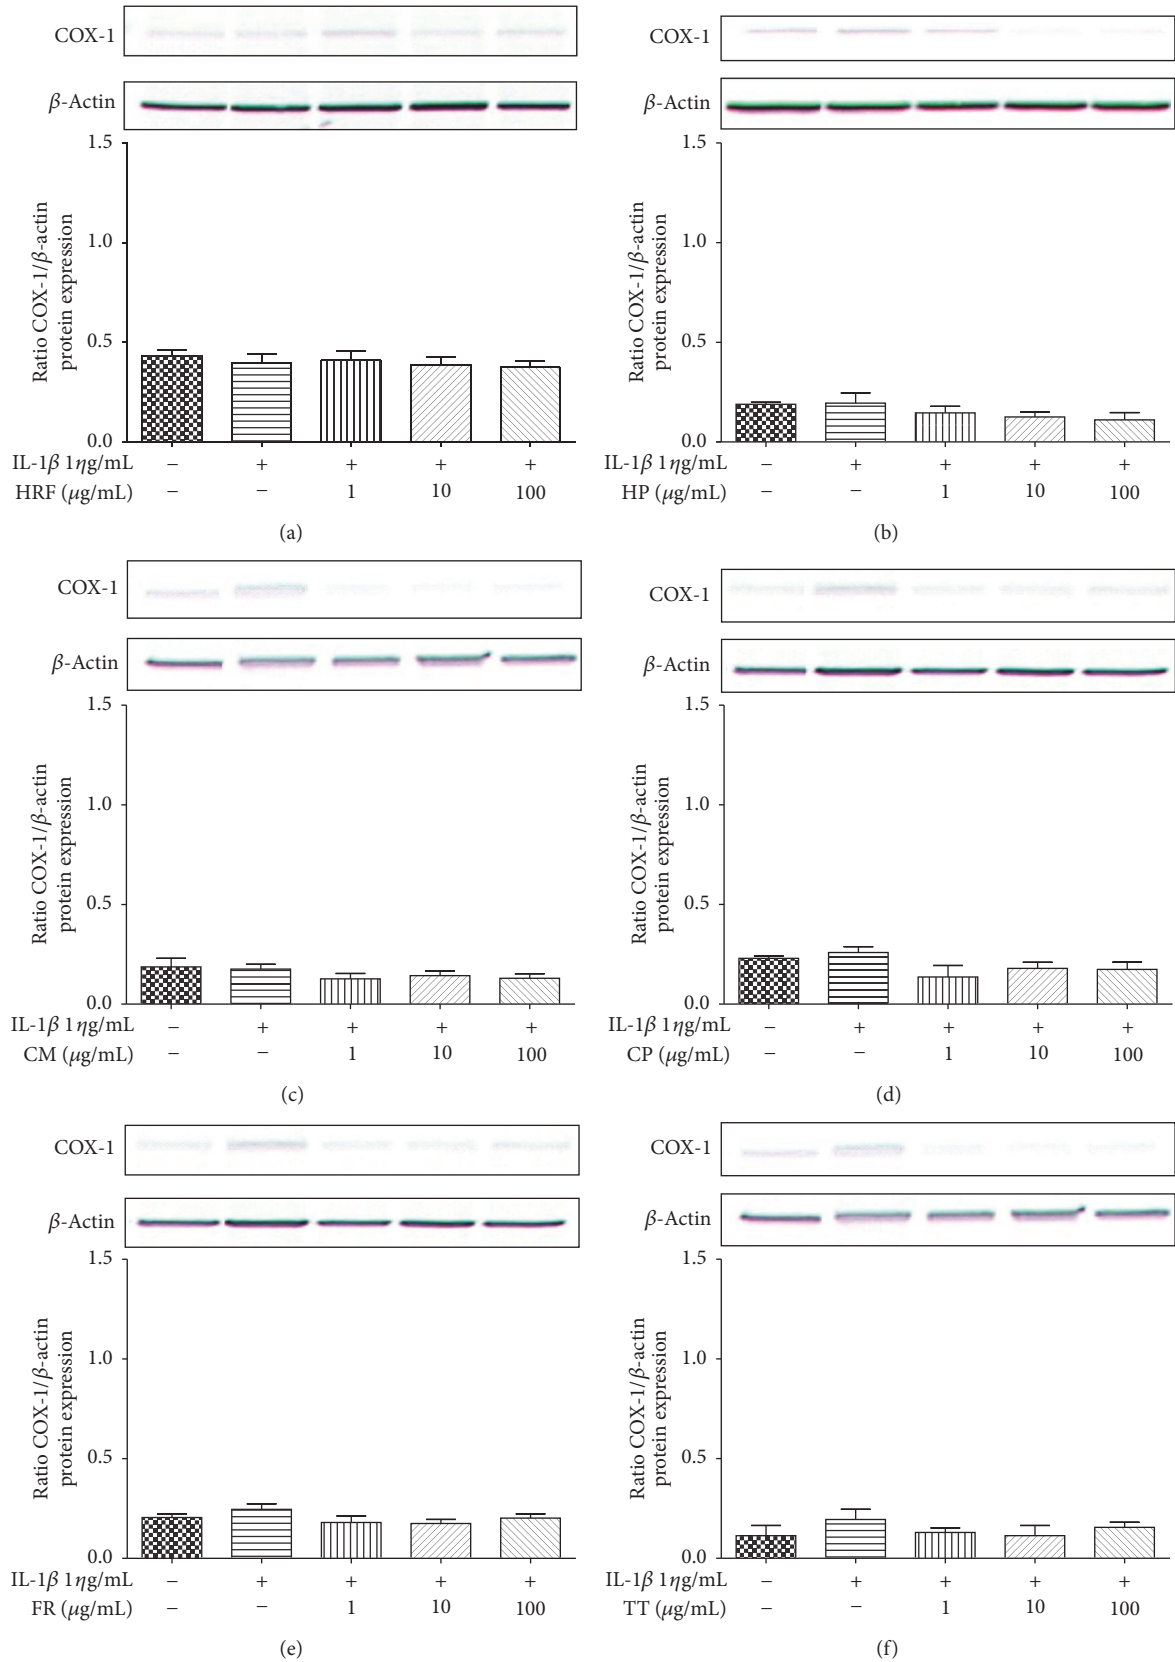 COX-1
β-Actin
1.5
1.0
0.5
0.0
Ratio COX-1/β-actin
protein expression
IL-1β 1ηg/mL − + + + +
HRF (μg/mL) − − 1 10 100
(a)
COX-1
β-Actin
1.5
1.0
0.5
0.0
Ratio COX-1/β-actin
protein expression
IL-1β 1ηg/mL − + + + +
HP (μg/mL) − − 1 10 100
(b)
COX-1
β-Actin
1.5
1.0
0.5
0.0
Ratio COX-1/β-actin
protein expression
IL-1β 1ηg/mL − + + + +
CM (μg/mL) − − 1 10 100
(c)
COX-1
β-Actin
1.5
1.0
0.5
0.0
Ratio COX-1/β-actin
protein expression
IL-1β 1ηg/mL − + + + +
CP (μg/mL) − − 1 10 100
(d)
COX-1
β-Actin
1.5
1.0
0.5
0.0
Ratio COX-1/β-actin
protein expression
IL-1β 1ηg/mL − + + + +
FR (μg/mL) − − 1 10 100
(e)
COX-1
β-Actin
1.5
1.0
0.5
0.0
Ratio COX-1/β-actin
protein expression
IL-1β 1ηg/mL − + + + +
TT (μg/mL) − − 1 10 100
(f)